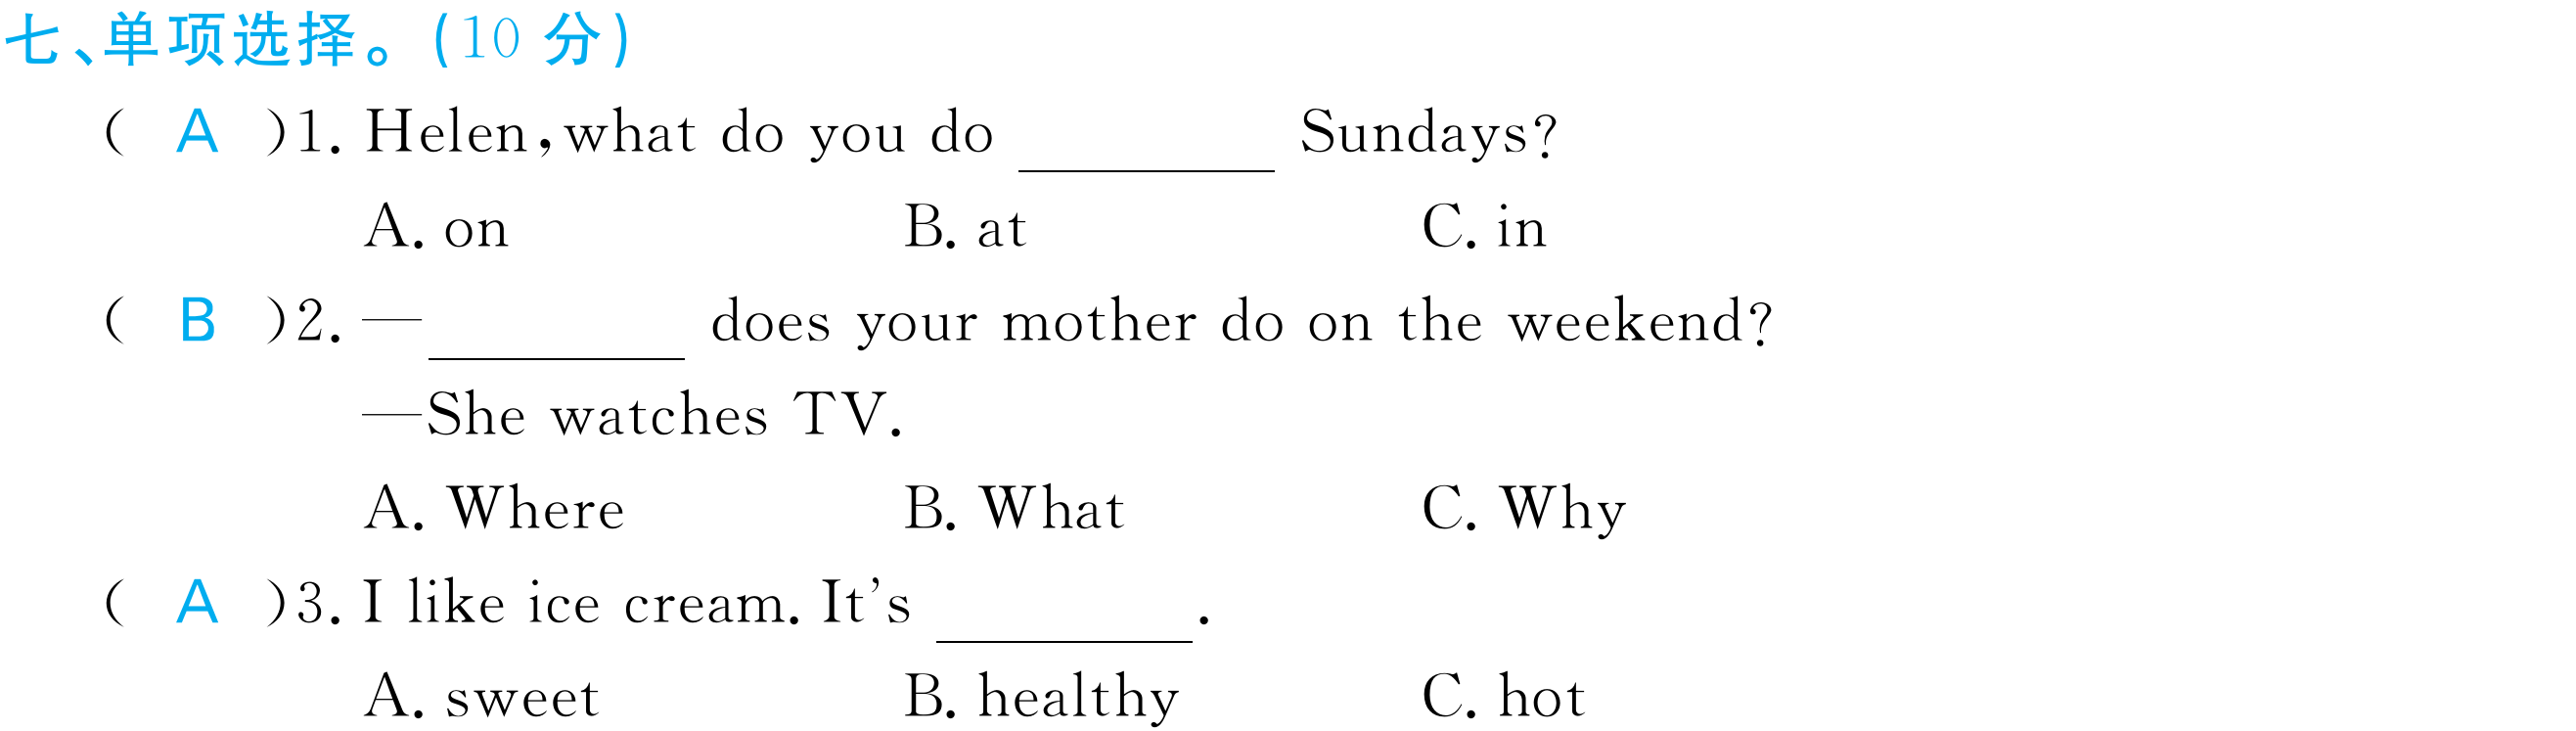 七、单项选择。(10 分)
( A )1. Helen,what do you do ________ Sundays?
A. on B. at C. in
( B )2. —________ does your mother do on the weekend?
—She watches TV.
A. Where B. What C. Why
( A )3. I like ice cream. It's ________.
A. sweet B. healthy C. hot